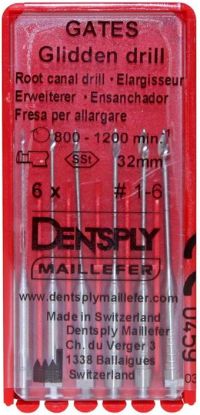 GATES
Glidden drill
Root canal drill • Elargisseur
Erweiterer • Ensanchador
Fresa per allargare
800 - 1200 min.-1
SSt
32mm
6 x # 1-6
DENTSPLY
MAILLEFER
www.dentsplymaillefer.com
Made in Switzerland
Dentsply Maillefer
Ch. du Verger 3
1338 Ballaigues
Switzerland
0459